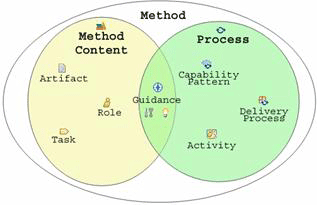 Method
Method
Content
Process
Artifact
Capability
Pattern
Guidance
Role
Delivery
Process
Task
Activity